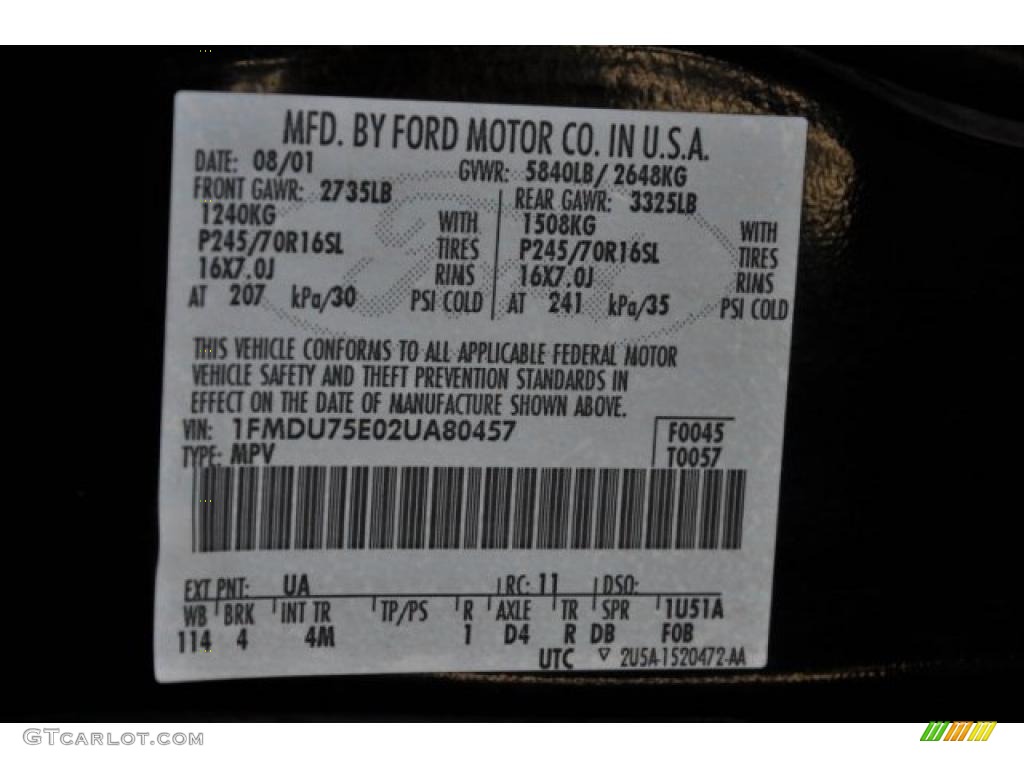 MFD. BY FORD MOTOR CO. IN U.S.A.
DATE: 08/01 GVWR: 5840LB/ 2648KG
FRONT GAWR: 2735LB REAR GAWR: 3325LB
1240KG WITH 1508KG WITH
P245/70R16SL TIRES P245/70R16SL TIRES
16X7.0J RIMS 16X7.0J RIMS
AT 207 kPa/30 PSI COLD AT 241 kPa/35 PSI COLD
THIS VEHICLE CONFORMS TO ALL APPLICABLE FEDERAL MOTOR
VEHICLE SAFETY AND THEFT PREVENTION STANDARDS IN
EFFECT ON THE DATE OF MANUFACTURE SHOWN ABOVE.
VIN: 1FMDU75E02UA80457 F0045
TYPE: MPV T0057
EXT PNT: UA RC: 11 DSO:
WB BRK INT TR TP/PS R AXLE TR SPR 1U51A
114 4 4M 1 D4 R DB F0B
UTC ▽ 2U5A-1520472-AA
GTCARLOT.COM